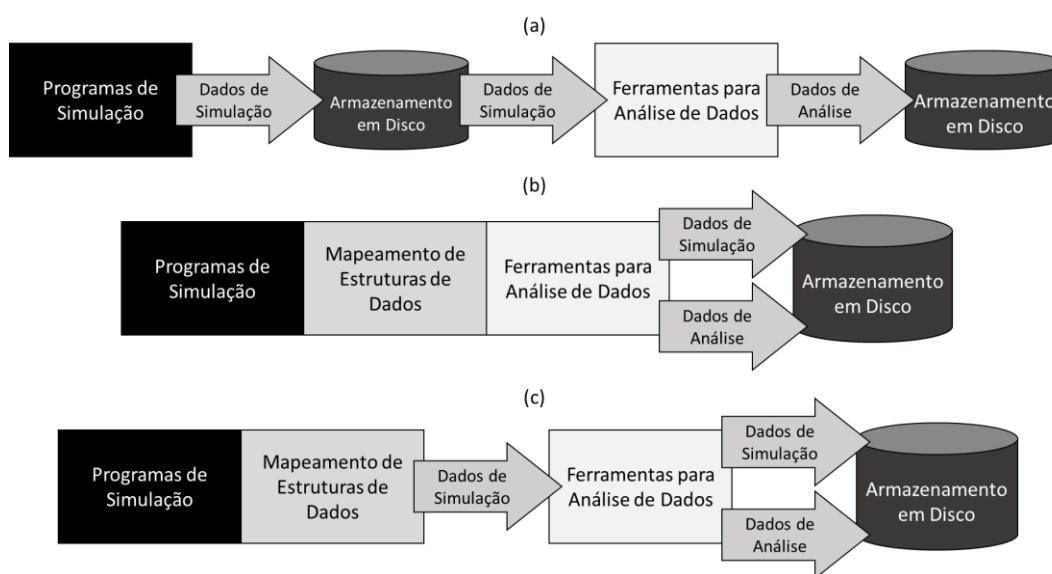 (a)
Programas de
Simulação
Dados de
Simulação
Armazenamento
em Disco
Dados de
Simulação
Ferramentas para
Análise de Dados
Dados de
Análise
Armazenamento
em Disco
(b)
Programas de
Simulação
Mapeamento de
Estruturas de
Dados
Ferramentas para
Análise de Dados
Dados de
Simulação
Dados de
Análise
Armazenamento
em Disco
(c)
Programas de
Simulação
Mapeamento de
Estruturas de
Dados
Dados de
Simulação
Ferramentas para
Análise de Dados
Dados de
Simulação
Dados de
Análise
Armazenamento
em Disco